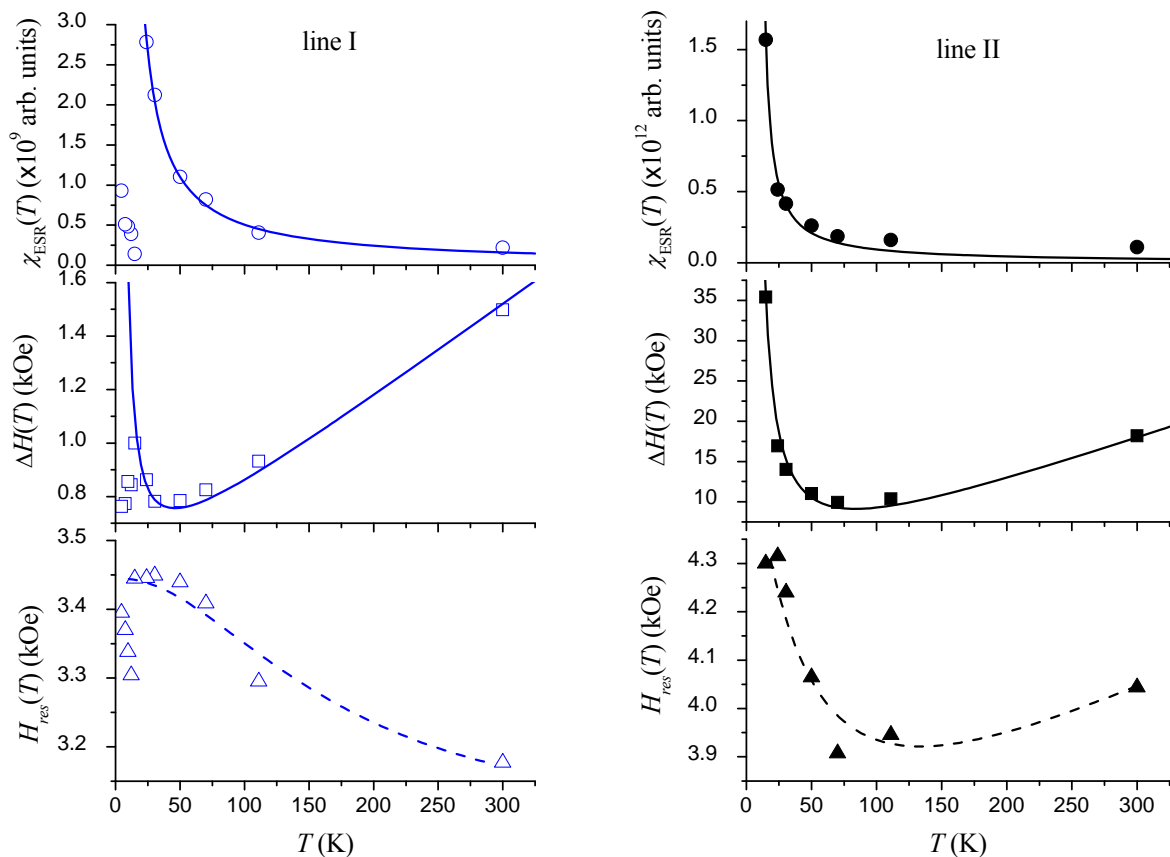 line I
χESR(T) (x10^9 arb. units)
3.0
2.5
2.0
1.5
1.0
0.5
0.0
ΔH(T) (kOe)
1.6
1.4
1.2
1.0
0.8
Hres(T) (kOe)
3.5
3.4
3.3
3.2
0 50 100 150 200 250 300
T (K)
line II
χESR(T) (x10^12 arb. units)
1.5
1.0
0.5
0.0
ΔH(T) (kOe)
35
30
25
20
15
10
Hres(T) (kOe)
4.3
4.2
4.1
4.0
3.9
0 50 100 150 200 250 300
T (K)